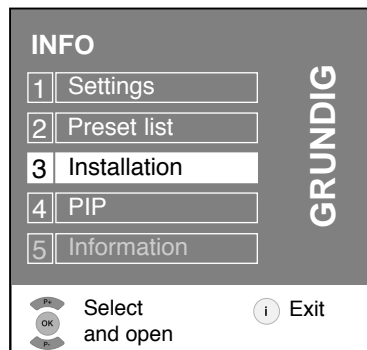 INFO
1 Settings
2 Preset list
3 Installation
4 PIP
5 Information
GRUNDIG
P+
OK
P-
Select
and open
i Exit